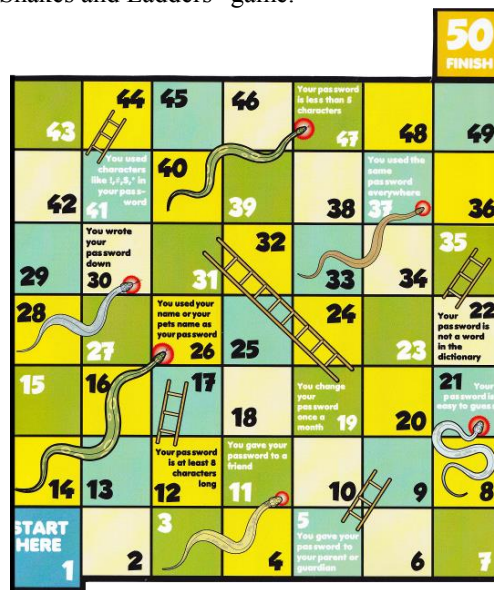 Snakes and Ladders" game?
50
FINISH
43
44
45
46
Your password
is less than 8
characters
47
48
49
42
You used
characters
like !,£,$,* in
your pass-
word
41
40
39
38
You used the
same
password
everywhere
37
36
29
You wrote
your
password
down
30
31
32
33
34
35
28
27
You used your
name or your
pets name as
your password
26
25
24
23
22
Your
password is
not a word
in the
dictionary
15
16
17
18
You change
your
password
once a
month
19
20
21
Your
password is
easy to guess
14
13
Your password
is at least 8
characters
long
12
You gave your
password to a
friend
11
10
9
8
START
HERE
1
2
3
4
5
You gave your
password to
your parent or
guardian
6
7